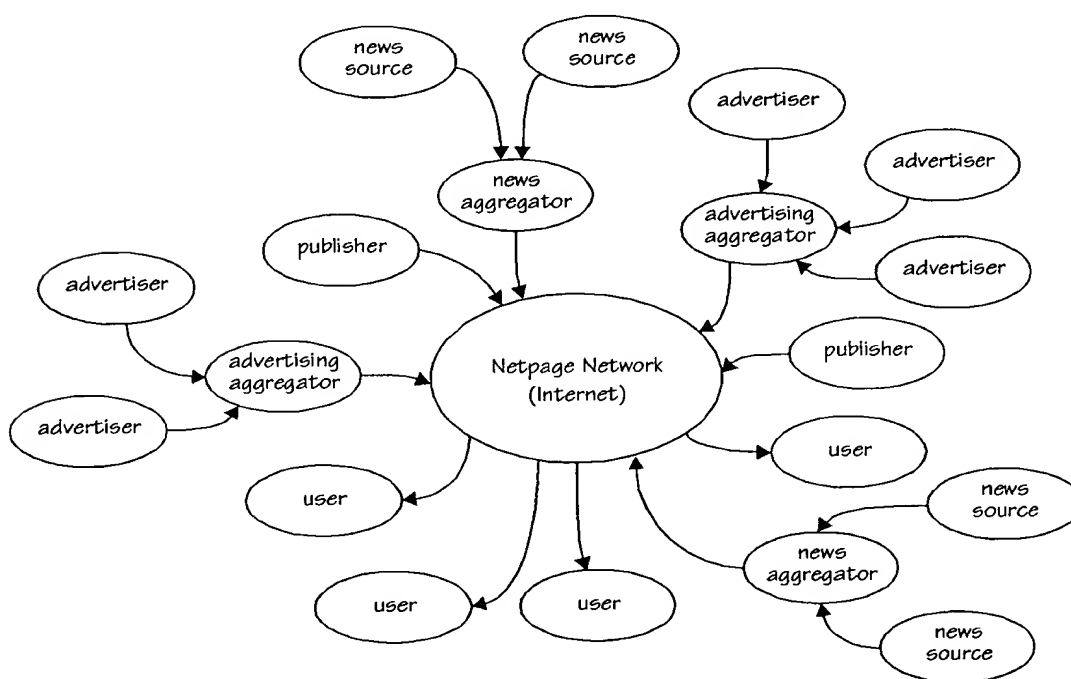 news
source
news
source
advertiser
advertiser
news
aggregator
advertising
aggregator
publisher
advertiser
advertiser
publisher
Netpage Network
(Internet)
advertising
aggregator
advertiser
user
user
news
source
news
aggregator
user
user
news
source